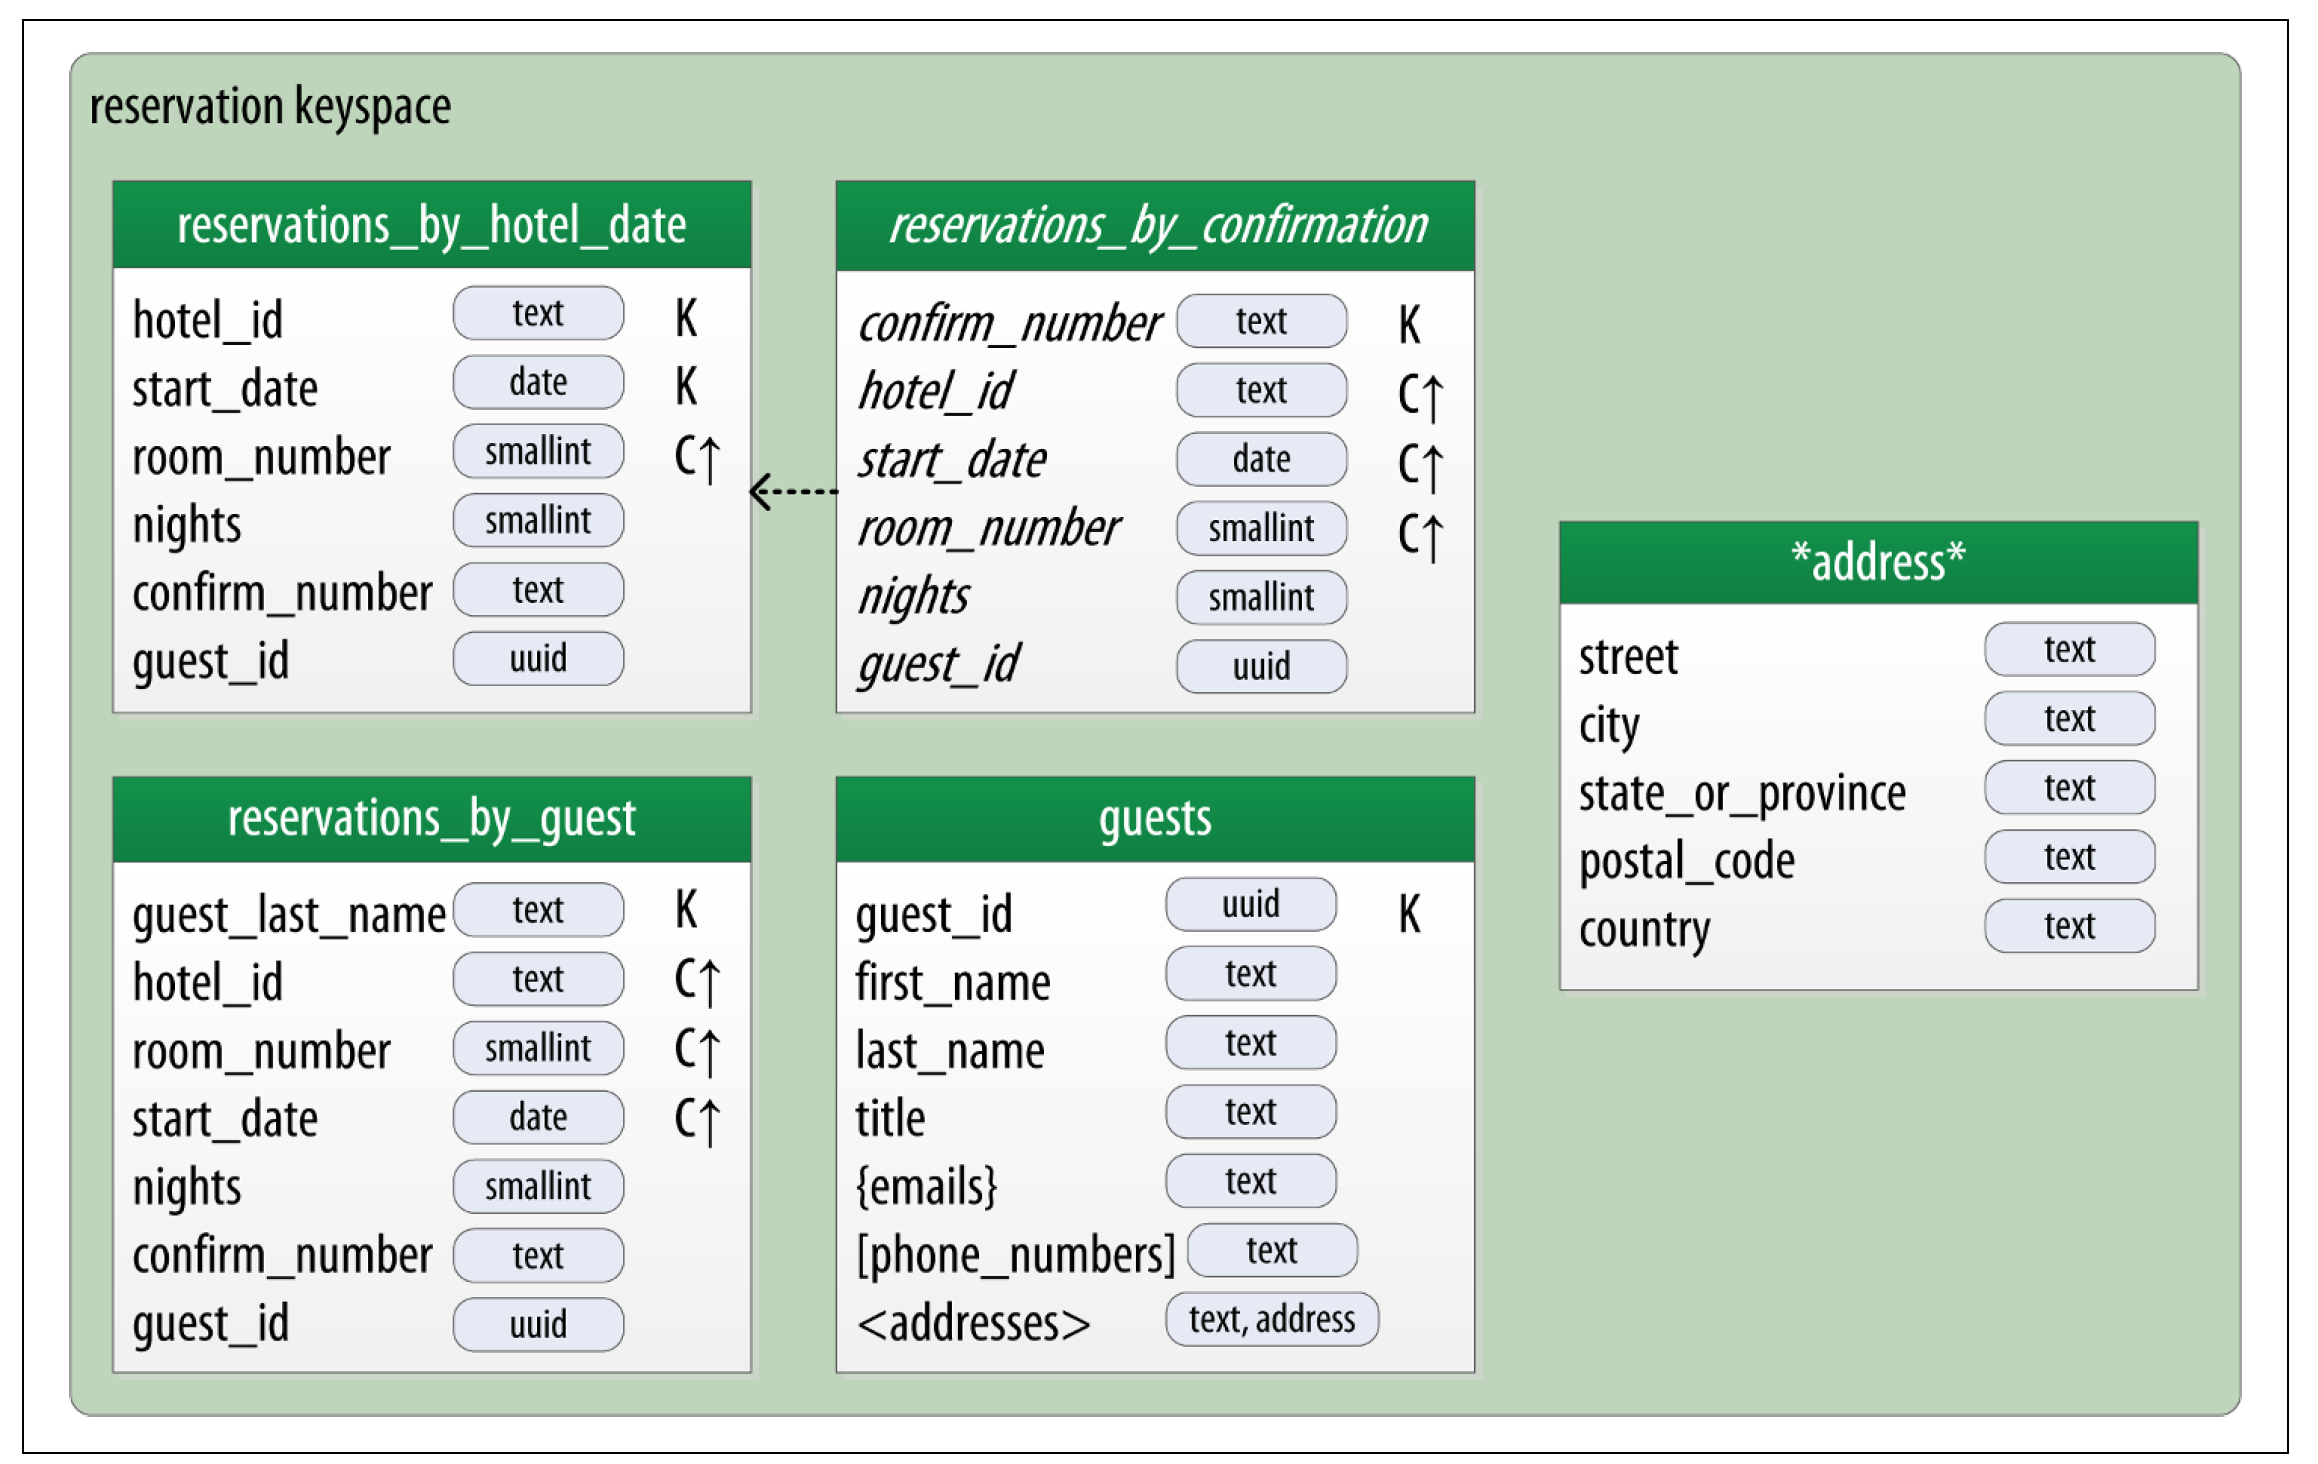 reservation keyspace
reservations_by_hotel_date
hotel_id text K
start_date date K
room_number smallint C↑
nights smallint
confirm_number text
guest_id uuid
reservations_by_confirmation
confirm_number text K
hotel_id text C↑
start_date date C↑
room_number smallint C↑
nights smallint
guest_id uuid
reservations_by_guest
guest_last_name text K
hotel_id text C↑
room_number smallint C↑
start_date date C↑
nights smallint
confirm_number text
guest_id uuid
guests
guest_id uuid K
first_name text
last_name text
title text
{emails} text
[phone_numbers] text
<addresses> text, address
*address*
street text
city text
state_or_province text
postal_code text
country text